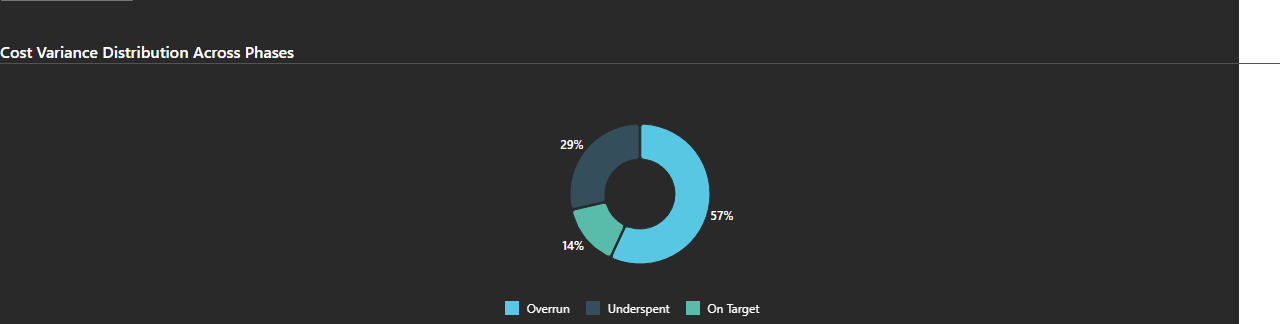 Cost Variance Distribution Across Phases
29%
57%
14%
Overrun Underspent On Target